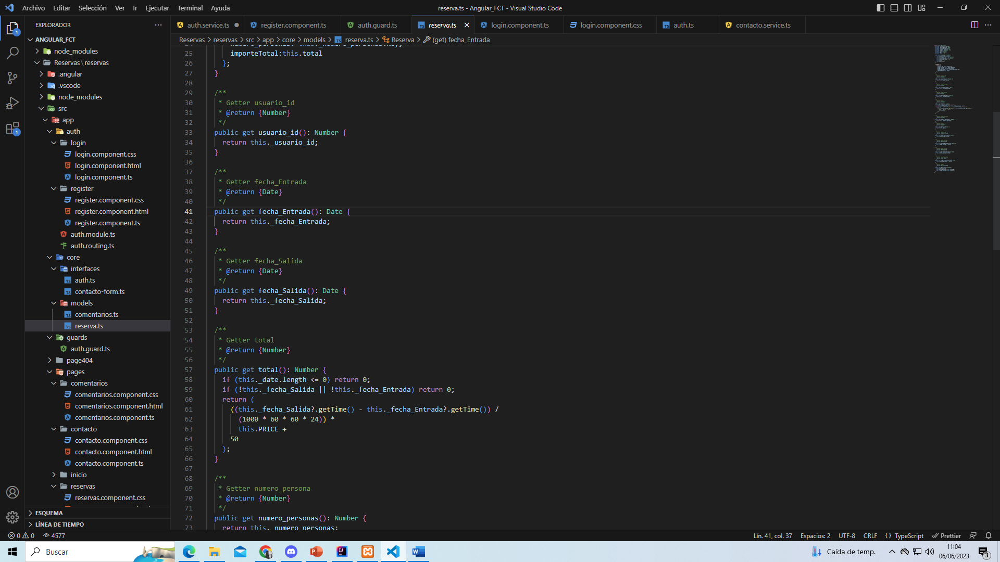 Archivo Editar Selección Ver Ir Ejecutar Terminal Ayuda
reserva.ts - Angular_FCT - Visual Studio Code
EXPLORADOR
auth.service.ts
register.component.ts
auth.guard.ts
reserva.ts
login.component.ts
login.component.css
auth.ts
contacto.service.ts
Reservas > reservas > src > app > core > models > reserva.ts > Reserva > (get) fecha_Entrada
1
1
ANGULAR_FCT
node_modules
Reservas\reservas
.angular
.vscode
node_modules
src
app
auth
login
login.component.css
login.component.html
login.component.ts
register
register.component.css
register.component.html
register.component.ts
auth.module.ts
auth.routing.ts
core
interfaces
auth.ts
contacto-form.ts
models
comentarios.ts
reserva.ts
guards
auth.guard.ts
page404
pages
comentarios
comentarios.component.css
comentarios.component.html
comentarios.component.ts
contacto
contacto.component.css
contacto.component.html
contacto.component.ts
inicio
reservas
reservas.component.css
ESQUEMA
LÍNEA DE TIEMPO
25 importeTotal:this.total
26 };
27 }
28
29 /**
30 * Getter usuario_id
31 * @return {Number}
32 */
33 public get usuario_id(): Number {
34 return this._usuario_id;
35 }
36
37 /**
38 * Getter fecha_Entrada
39 * @return {Date}
40 */
41 public get fecha_Entrada(): Date {
42 return this._fecha_Entrada;
43 }
44
45 /**
46 * Getter fecha_Salida
47 * @return {Date}
48 */
49 public get fecha_Salida(): Date {
50 return this._fecha_Salida;
51 }
52
53 /**
54 * Getter total
55 * @return {Number}
56 */
57 public get total(): Number {
58 if (this._date.length <= 0) return 0;
59 if (!this._fecha_Salida || !this._fecha_Entrada) return 0;
60 return (
61 ((this._fecha_Salida?.getTime() - this._fecha_Entrada?.getTime()) /
62 (1000 * 60 * 60 * 24)) *
63 this.PRICE +
64 50
65 );
66 }
67
68 /**
69 * Getter numero_persona
70 * @return {Number}
71 */
72 public get numero_personas(): Number {
73 return this._numero_personas;
0 0 4577
Lín. 41, col. 37 Espacios: 2 UTF-8 CRLF {} TypeScript Prettier
Buscar
Caída de temp.
11:04
06/06/2023
3